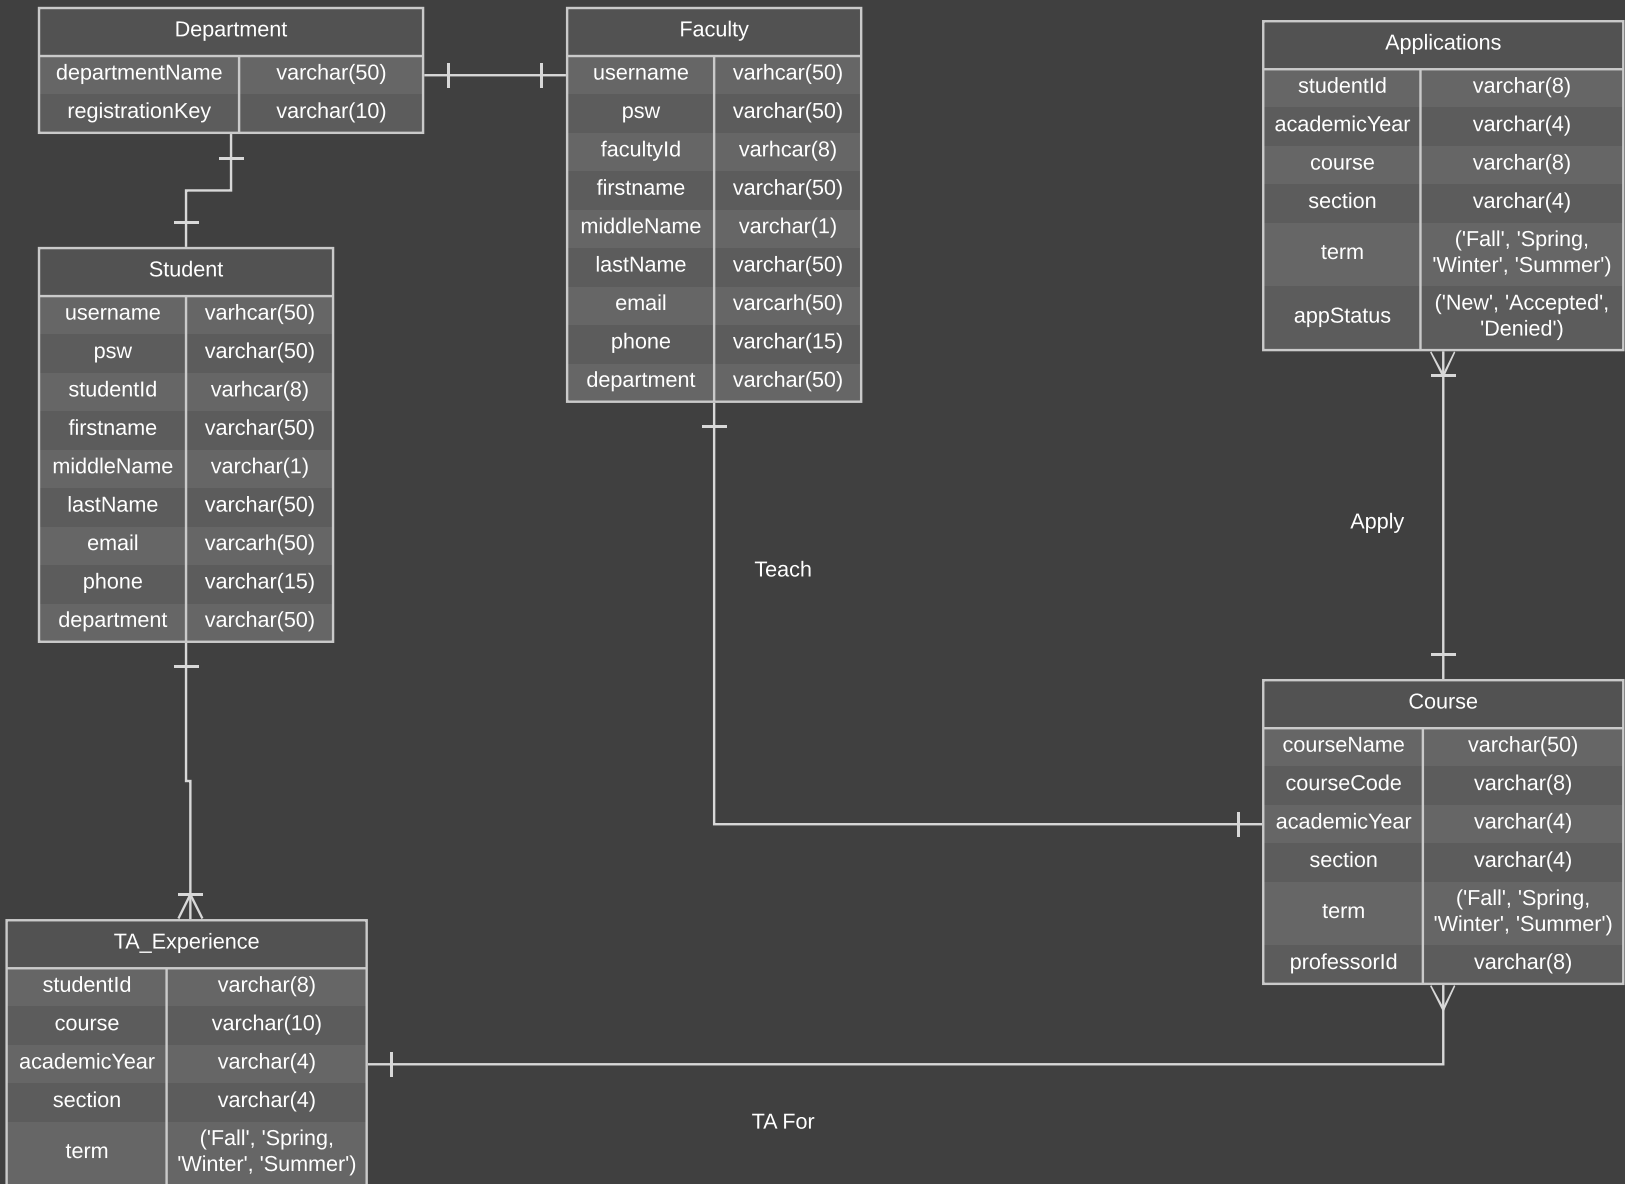 Department
departmentName varchar(50)
registrationKey varchar(10)
Faculty
username varhcar(50)
psw varchar(50)
facultyId varhcar(8)
firstname varchar(50)
middleName varchar(1)
lastName varchar(50)
email varcarh(50)
phone varchar(15)
department varchar(50)
Applications
studentId varchar(8)
academicYear varchar(4)
course varchar(8)
section varchar(4)
term ('Fall', 'Spring,
'Winter', 'Summer')
appStatus ('New', 'Accepted',
'Denied')
Student
username varhcar(50)
psw varchar(50)
studentId varhcar(8)
firstname varchar(50)
middleName varchar(1)
lastName varchar(50)
email varcarh(50)
phone varchar(15)
department varchar(50)
Apply
Teach
Course
courseName varchar(50)
courseCode varchar(8)
academicYear varchar(4)
section varchar(4)
term ('Fall', 'Spring,
'Winter', 'Summer')
professorId varchar(8)
TA_Experience
studentId varchar(8)
course varchar(10)
academicYear varchar(4)
section varchar(4)
term ('Fall', 'Spring,
'Winter', 'Summer')
TA For